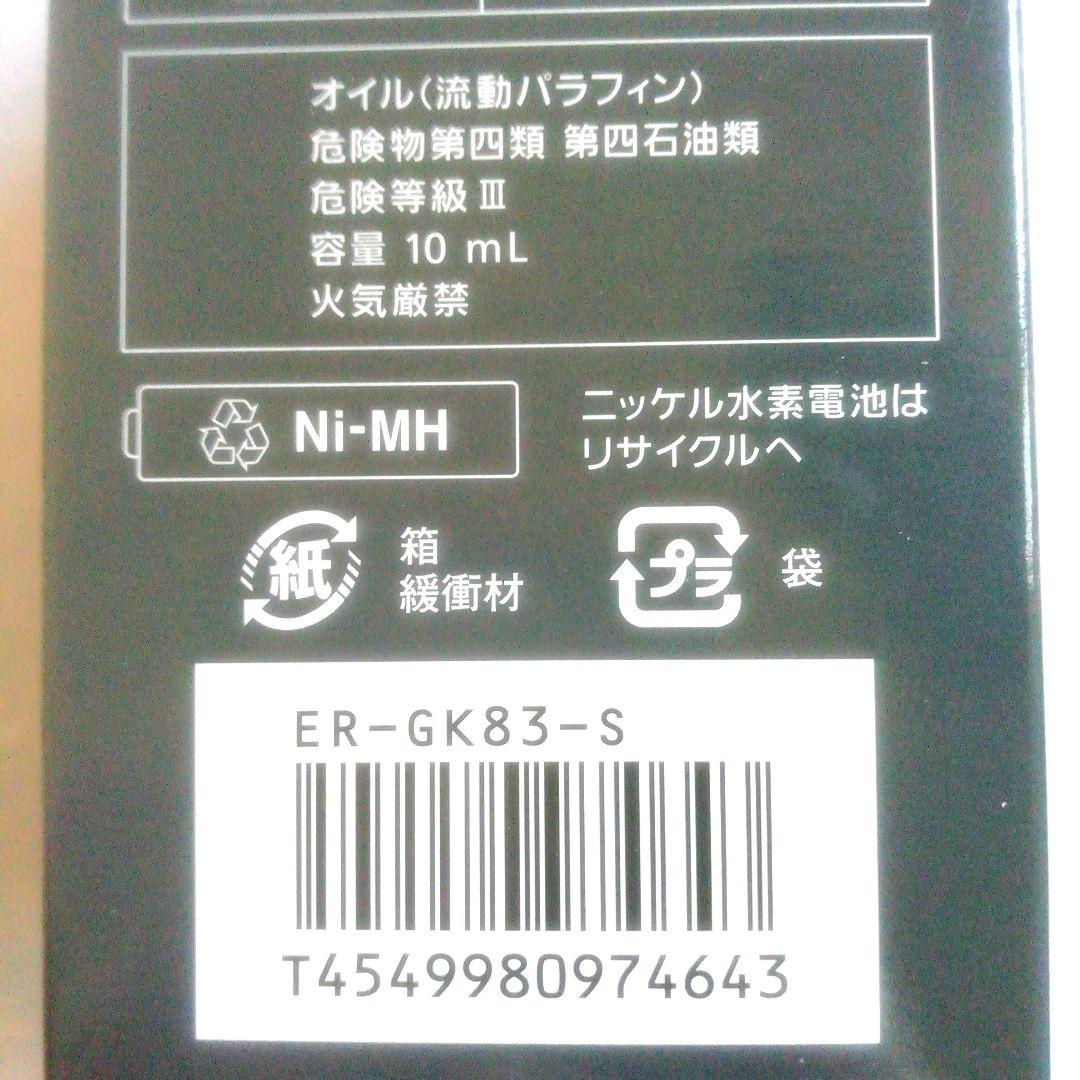 オイル(流動パラフィン)
危険物第四類 第四石油類
危険等級Ⅲ
容量 10 mL
火気厳禁
Ni-MH
ニッケル水素電池は
リサイクルへ
紙
箱
緩衝材
プラ
袋
ER-GK83-S
T4549980974643